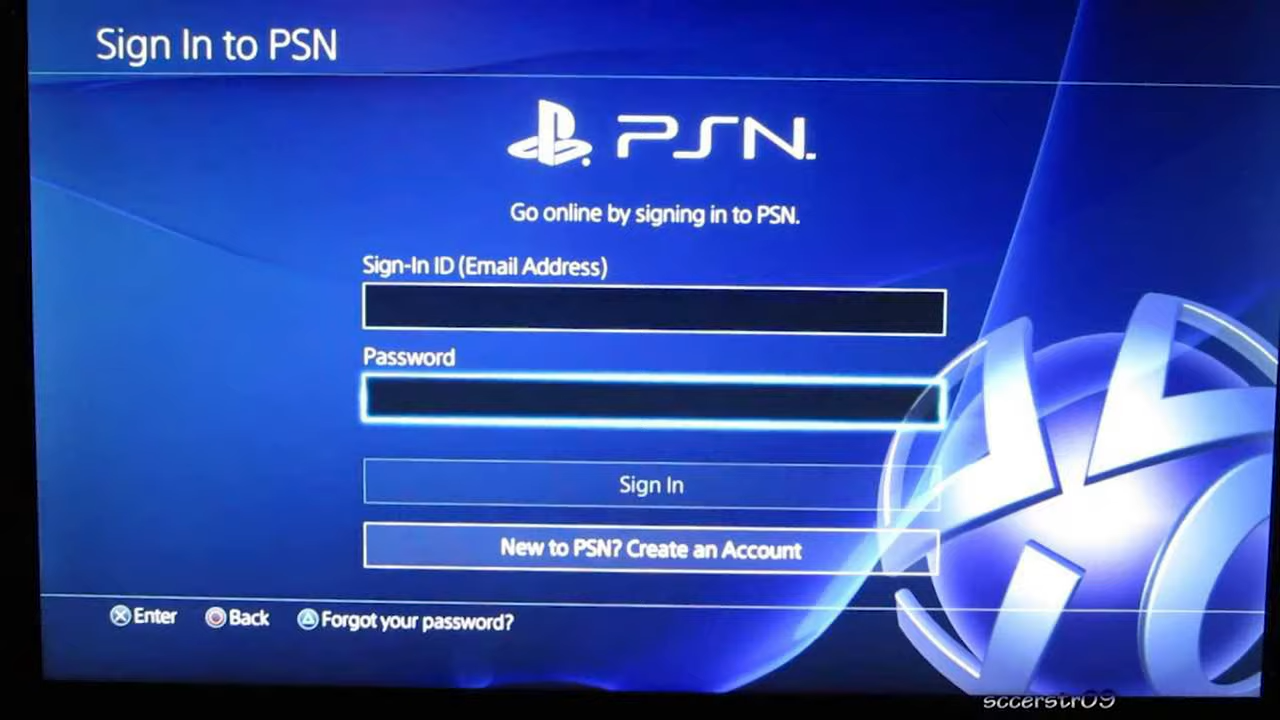 Sign In to PSN
PSN
Go online by signing in to PSN.
Sign-In ID (Email Address)
Password
Sign In
New to PSN? Create an Account
Enter Back Forgot your password?
sccerstr09